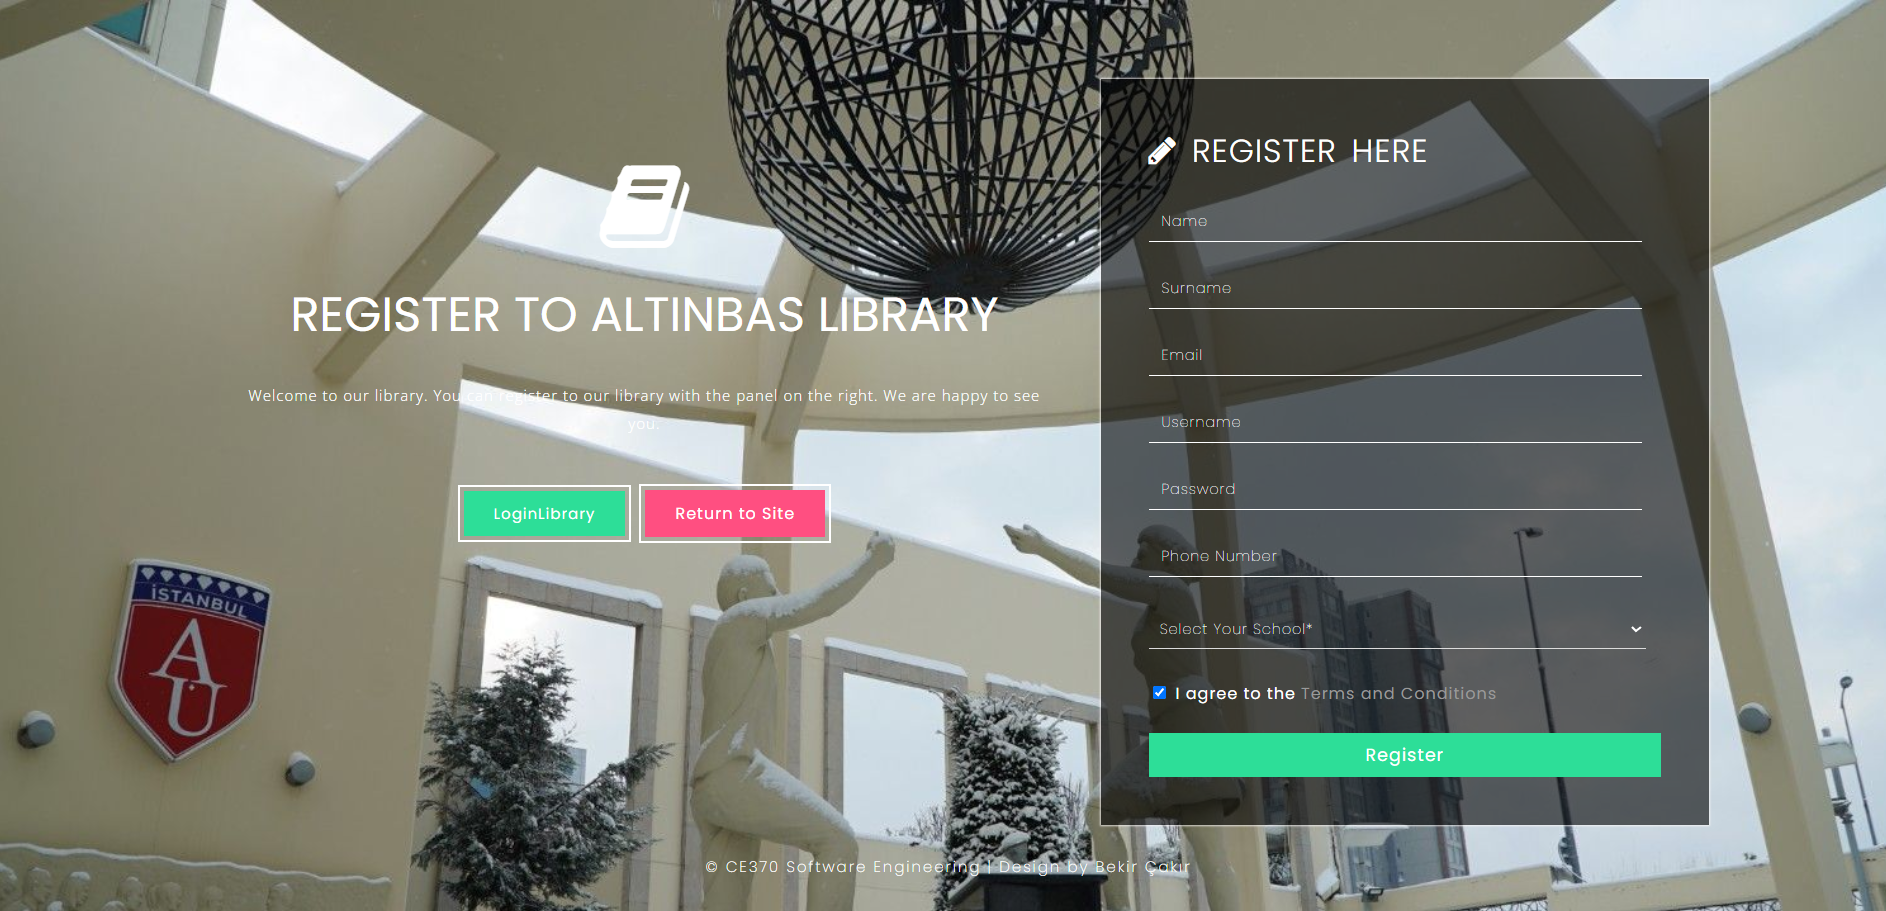 REGISTER TO ALTINBAS LIBRARY
Welcome to our library. You can register to our library with the panel on the right. We are happy to see
you.
LoginLibrary
Return to Site
İSTANBUL
AU
REGISTER HERE
Name
Surname
Email
Username
Password
Phone Number
Select Your School*
I agree to the Terms and Conditions
Register
© CE370 Software Engineering | Design by Bekir Çakır